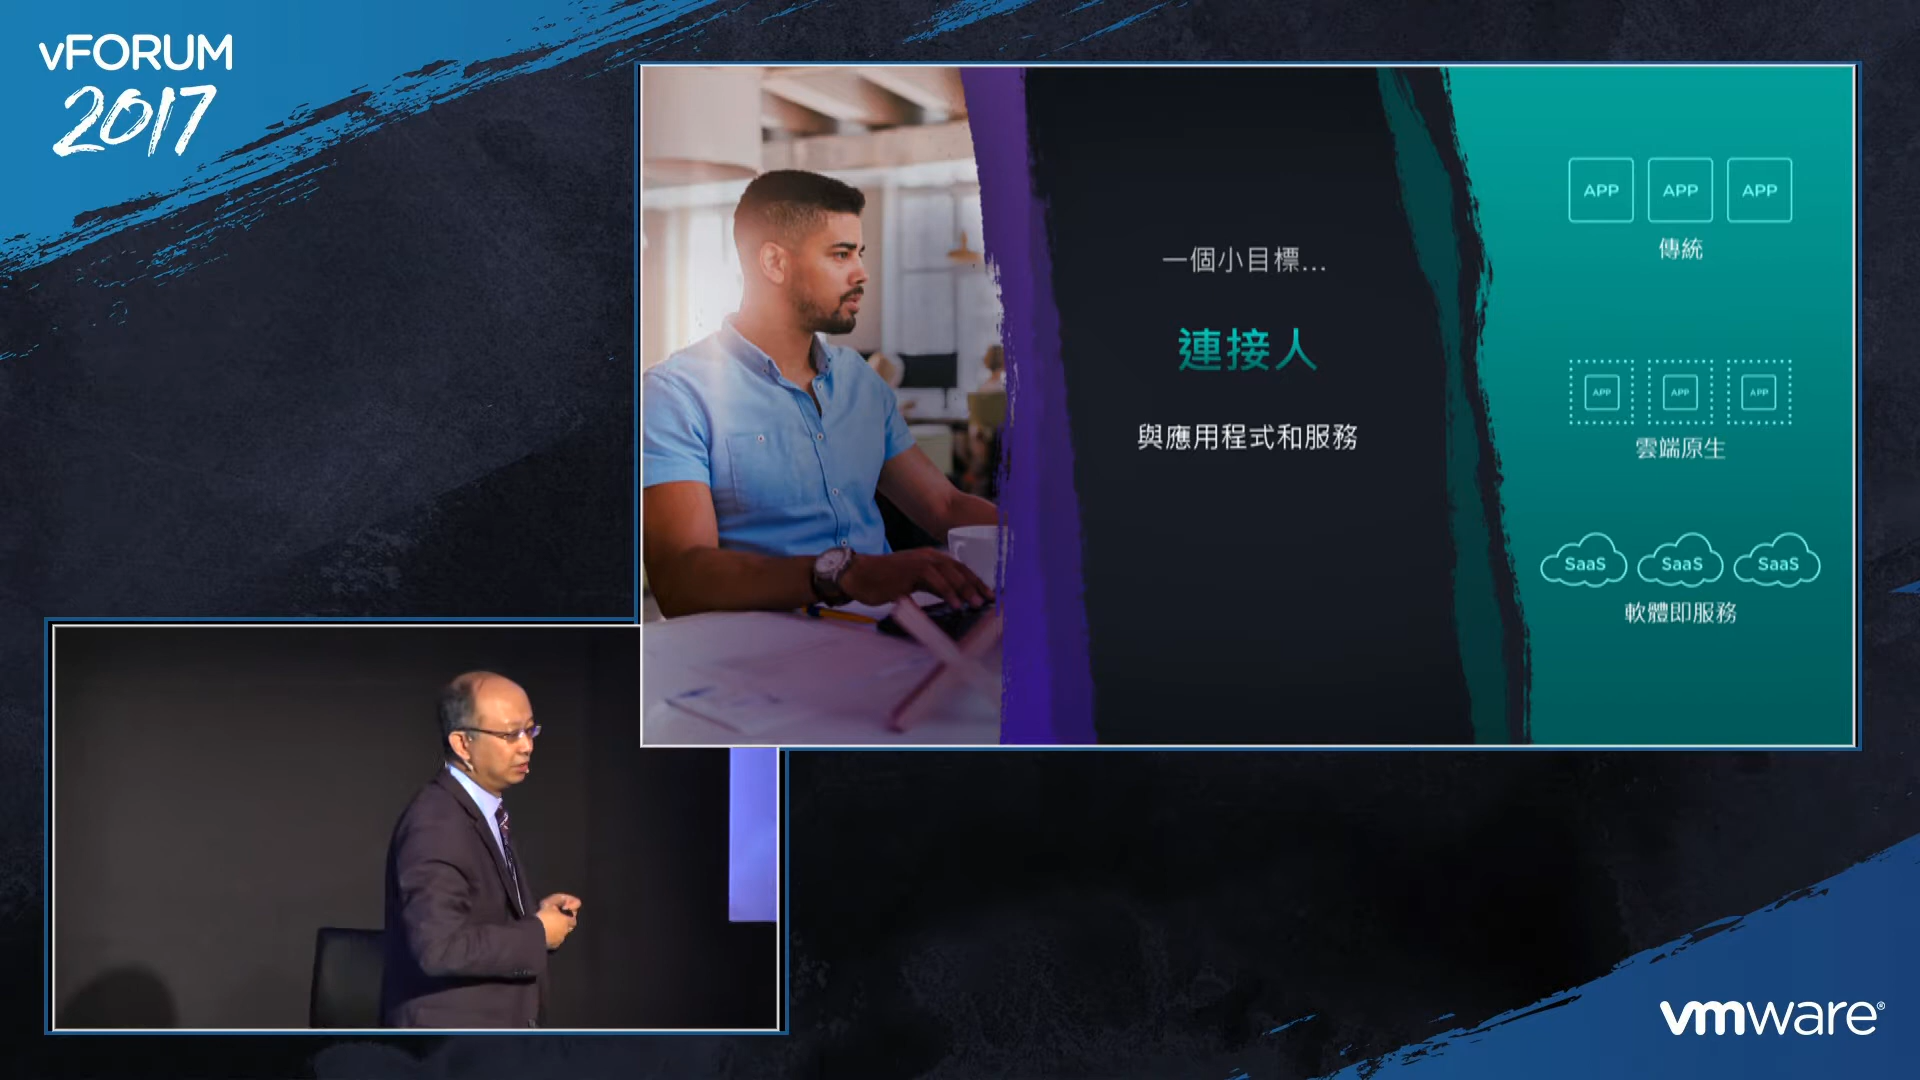 vFORUM
2017
一個小目標...
連接人
與應用程式和服務
APP APP APP
傳統
APP APP APP
雲端原生
SaaS SaaS SaaS
軟體即服務
vmware®